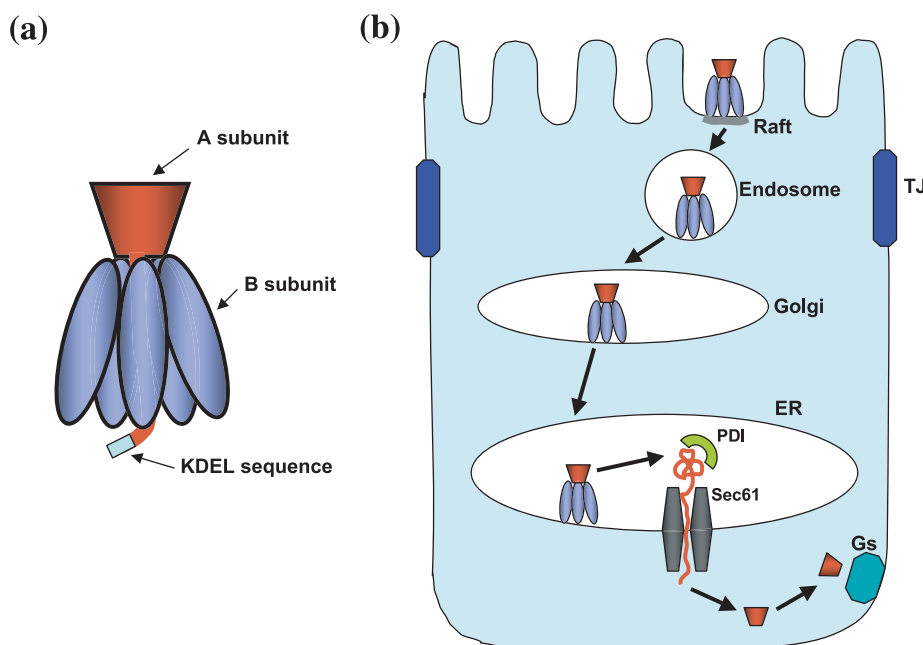 (a)
A subunit
B subunit
KDEL sequence
(b)
Raft
Endosome
TJ
Golgi
ER
PDI
Sec61
Gs